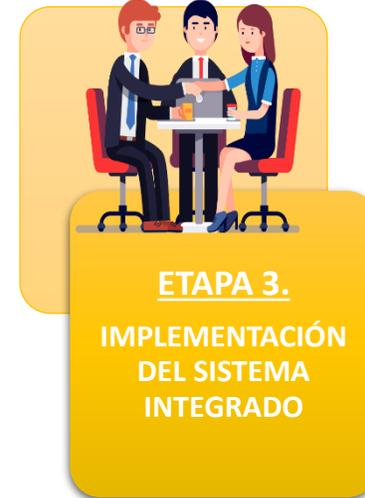 ETAPA 3.
IMPLEMENTACIÓN
DEL SISTEMA
INTEGRADO